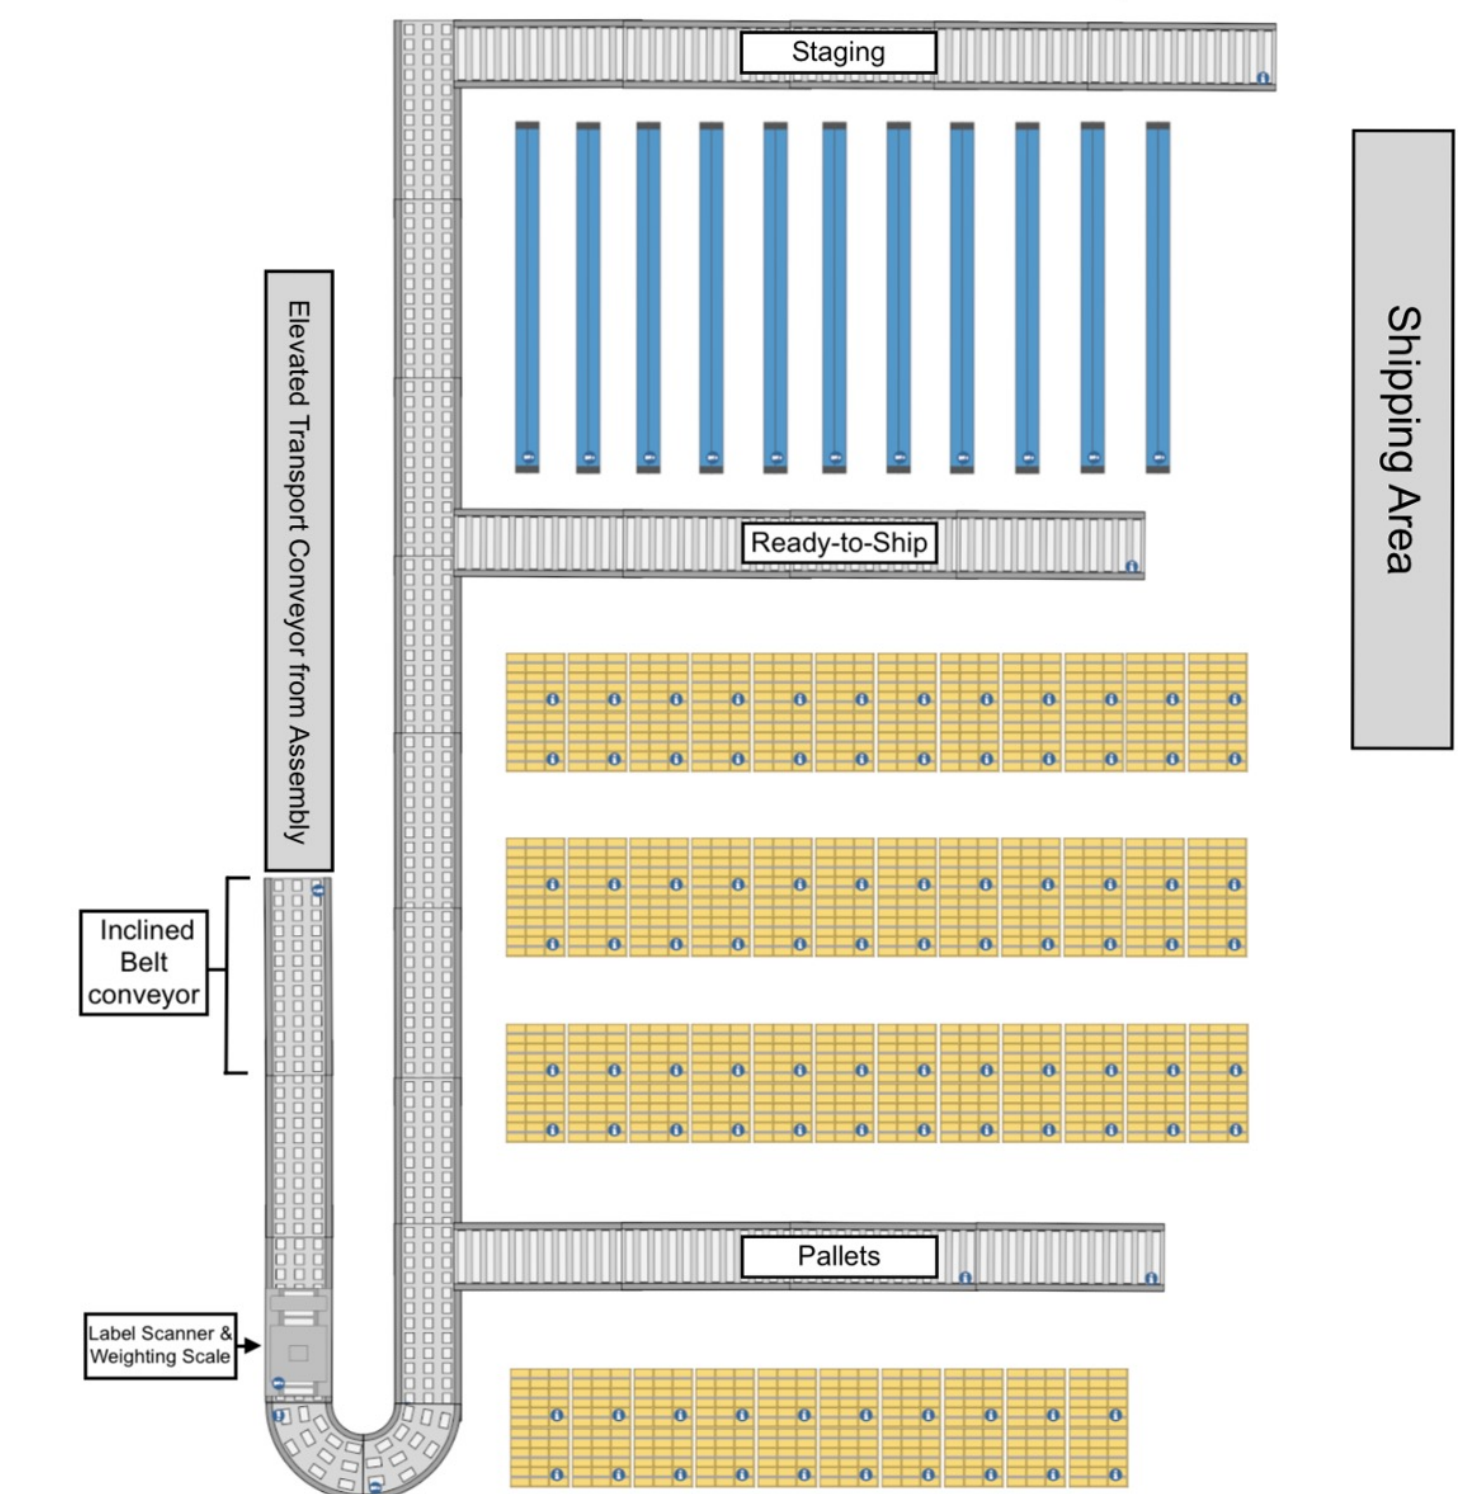 Staging
Shipping Area
Elevated Transport Conveyor from Assembly
Ready-to-Ship
Inclined
Belt
conveyor
Pallets
Label Scanner &
Weighting Scale